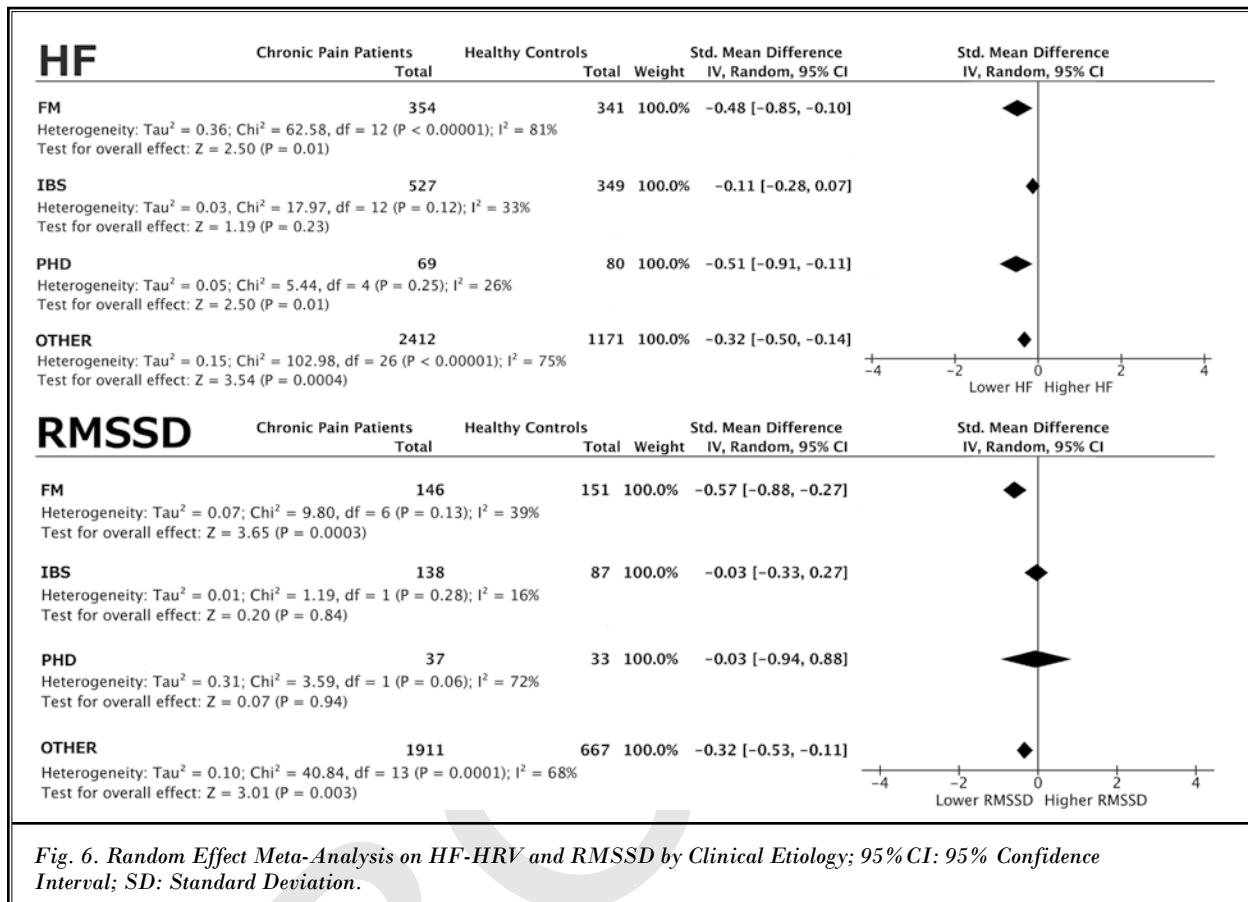 HF Chronic Pain Patients Healthy Controls Std. Mean Difference Std. Mean Difference
Total Total Weight IV, Random, 95% CI IV, Random, 95% CI
FM 354 341 100.0% −0.48 [−0.85, −0.10]
Heterogeneity: Tau² = 0.36; Chi² = 62.58, df = 12 (P < 0.00001); I² = 81%
Test for overall effect: Z = 2.50 (P = 0.01)
IBS 527 349 100.0% −0.11 [−0.28, 0.07]
Heterogeneity: Tau² = 0.03, Chi² = 17.97, df = 12 (P = 0.12); I² = 33%
Test for overall effect: Z = 1.19 (P = 0.23)
PHD 69 80 100.0% −0.51 [−0.91, −0.11]
Heterogeneity: Tau² = 0.05; Chi² = 5.44, df = 4 (P = 0.25); I² = 26%
Test for overall effect: Z = 2.50 (P = 0.01)
OTHER 2412 1171 100.0% −0.32 [−0.50, −0.14]
Heterogeneity: Tau² = 0.15; Chi² = 102.98, df = 26 (P < 0.00001); I² = 75%
Test for overall effect: Z = 3.54 (P = 0.0004)
−4 −2 0 2 4
Lower HF Higher HF
RMSSD Chronic Pain Patients Healthy Controls Std. Mean Difference Std. Mean Difference
Total Total Weight IV, Random, 95% CI IV, Random, 95% CI
FM 146 151 100.0% −0.57 [−0.88, −0.27]
Heterogeneity: Tau² = 0.07; Chi² = 9.80, df = 6 (P = 0.13); I² = 39%
Test for overall effect: Z = 3.65 (P = 0.0003)
IBS 138 87 100.0% −0.03 [−0.33, 0.27]
Heterogeneity: Tau² = 0.01; Chi² = 1.19, df = 1 (P = 0.28); I² = 16%
Test for overall effect: Z = 0.20 (P = 0.84)
PHD 37 33 100.0% −0.03 [−0.94, 0.88]
Heterogeneity: Tau² = 0.31; Chi² = 3.59, df = 1 (P = 0.06); I² = 72%
Test for overall effect: Z = 0.07 (P = 0.94)
OTHER 1911 667 100.0% −0.32 [−0.53, −0.11]
Heterogeneity: Tau² = 0.10; Chi² = 40.84, df = 13 (P = 0.0001); I² = 68%
Test for overall effect: Z = 3.01 (P = 0.003)
−4 −2 0 2 4
Lower RMSSD Higher RMSSD
Fig. 6. Random Effect Meta-Analysis on HF-HRV and RMSSD by Clinical Etiology; 95% CI: 95% Confidence
Interval; SD: Standard Deviation.